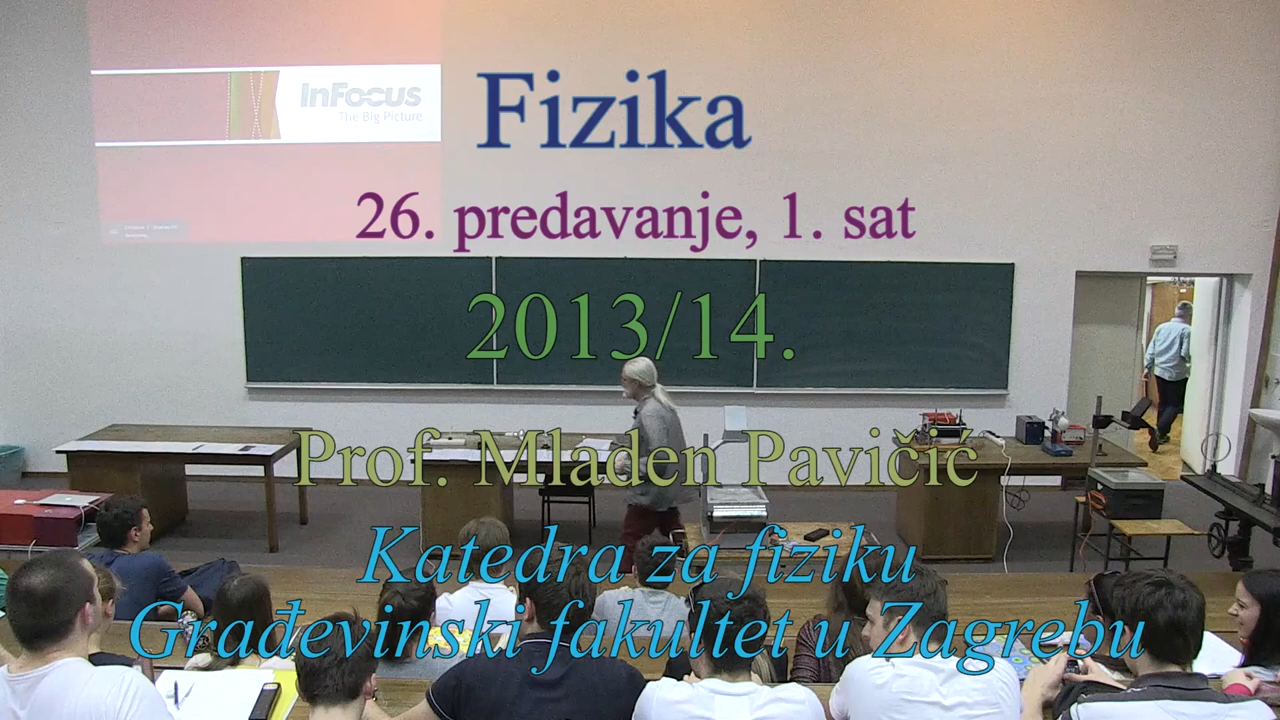 InFocus
The Big Picture
Fizika
26. predavanje, 1. sat
2013/14.
Prof. Mladen Pavičić
Katedra za fiziku
Građevinski fakultet u Zagrebu